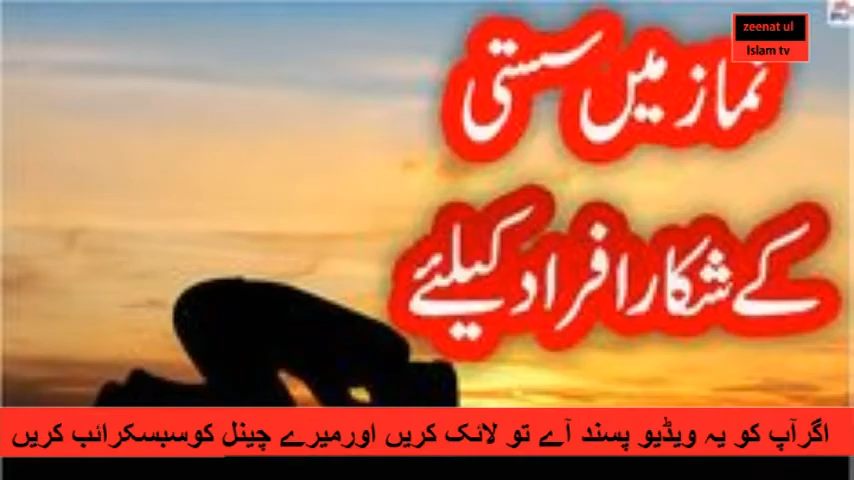 zeenat ul
Islam tv
نماز میں سستی
کے شکار افراد کیلئے
اگرآپ کو یہ ویڈیو پسند آے تو لائک کریں اورمیرے چینل کوسبسکرائب کریں